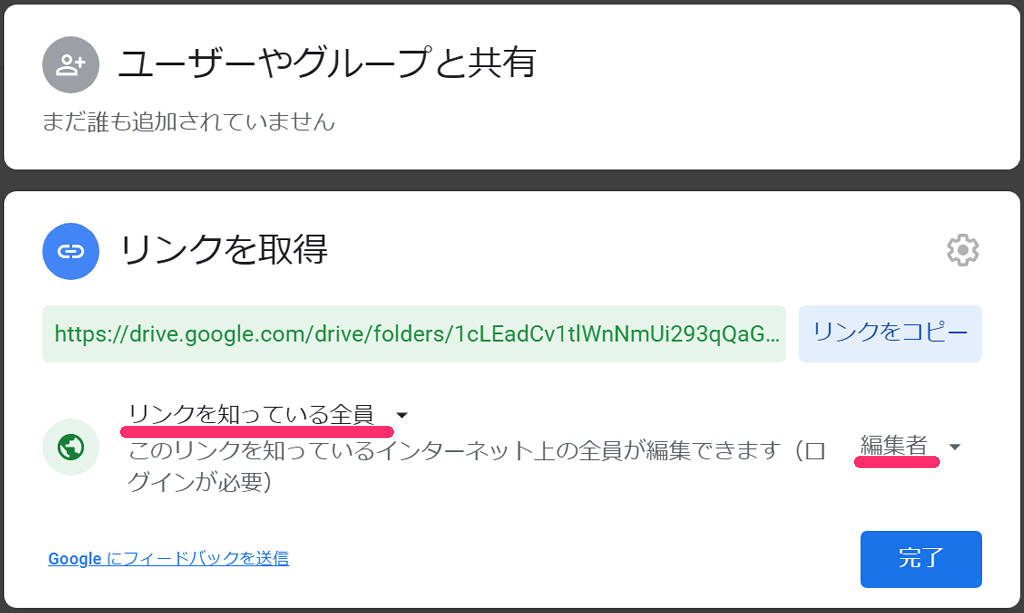 ユーザーやグループと共有
まだ誰も追加されていません
リンクを取得
https://drive.google.com/drive/folders/1cLEadCv1tlWnNmUi293qQaG...
リンクをコピー
リンクを知っている全員
このリンクを知っているインターネット上の全員が編集できます（ロ
グインが必要）
編集者
Google にフィードバックを送信
完了